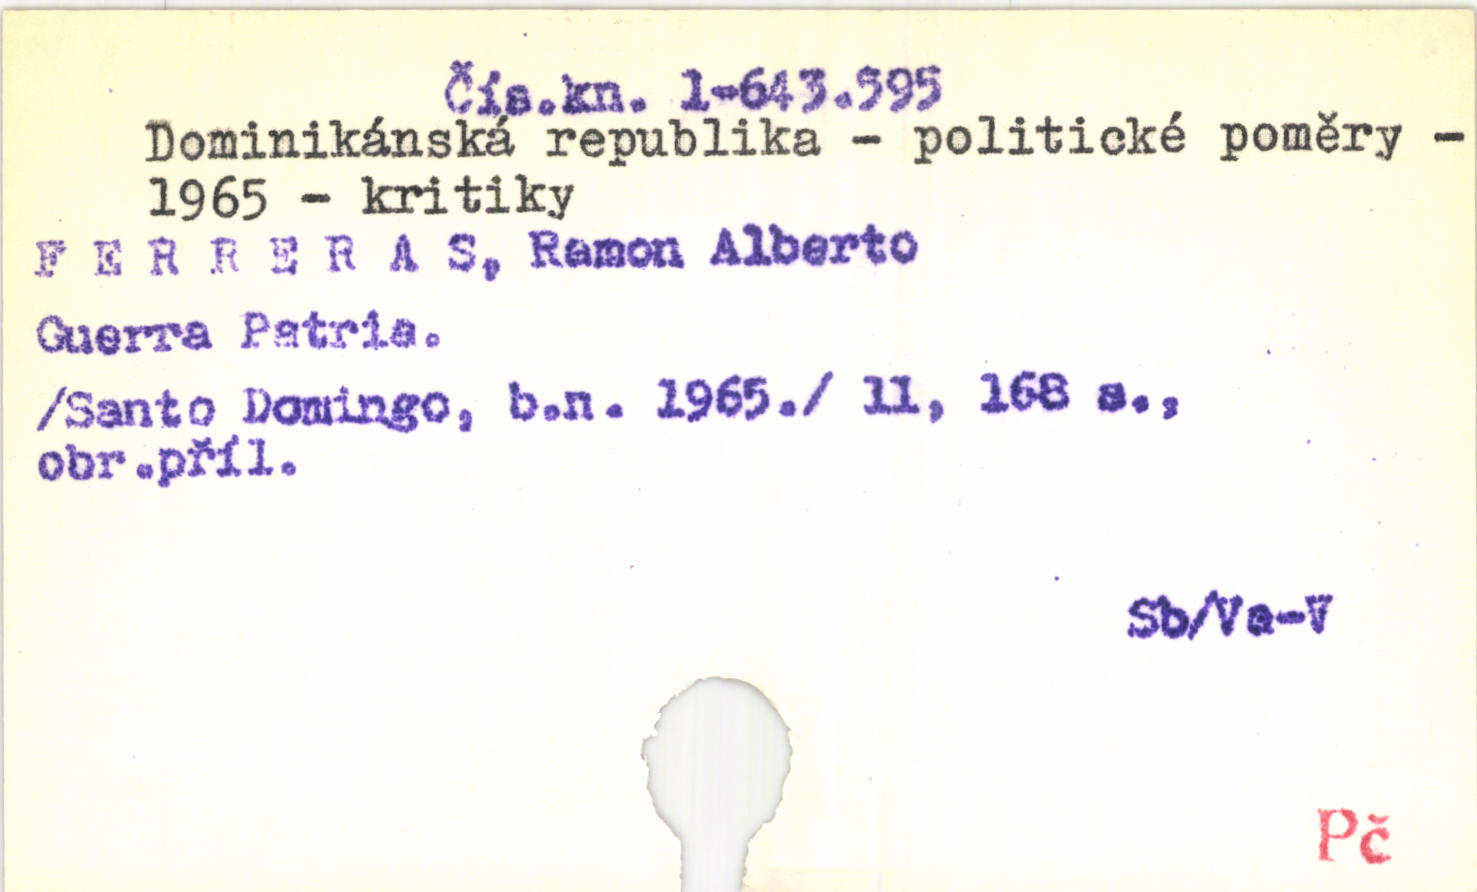 Čís.kn. 1-643.595
Dominikánská republika - politické poměry -
1965 - kritiky
F E R R E R A S, Ramon Alberto
Guerra Patria.
/Santo Domingo, b.n. 1965./ 11, 168 s.,
obr.příl.
Sb/Va-V
Pč